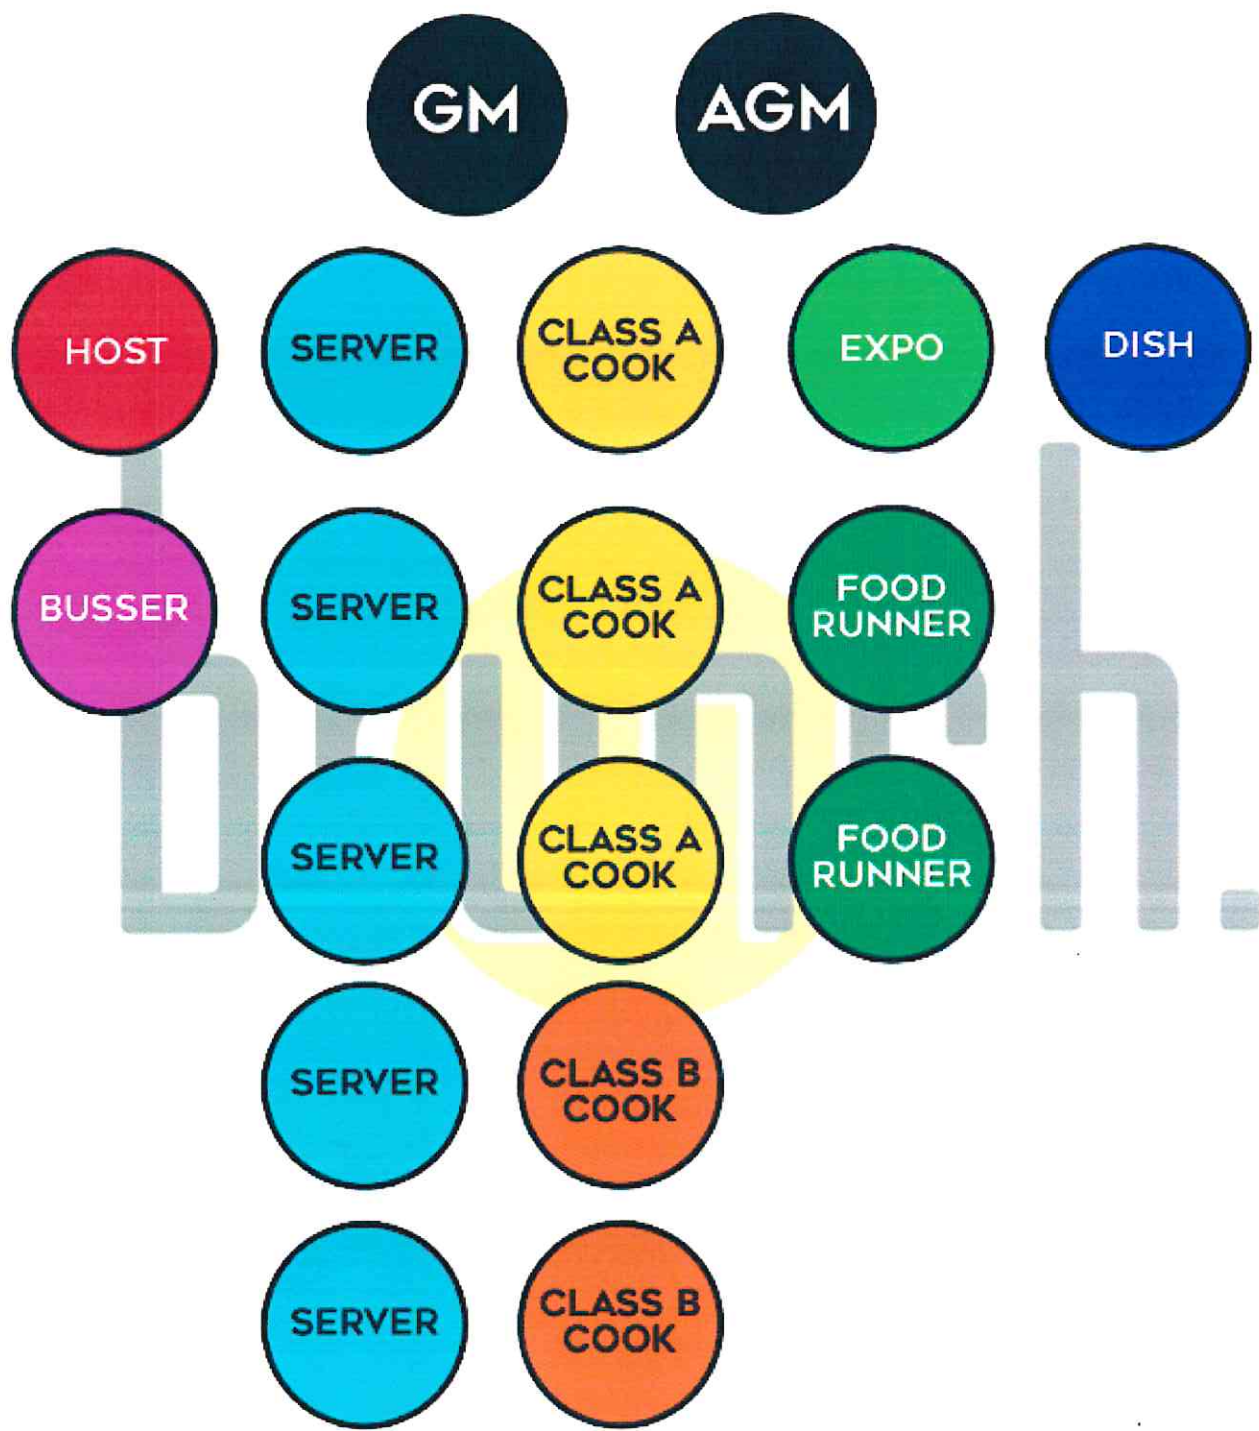 GM
AGM
HOST
SERVER
CLASS A
COOK
EXPO
DISH
BUSSER
SERVER
CLASS A
COOK
FOOD
RUNNER
brunch.
SERVER
CLASS A
COOK
FOOD
RUNNER
SERVER
CLASS B
COOK
SERVER
CLASS B
COOK